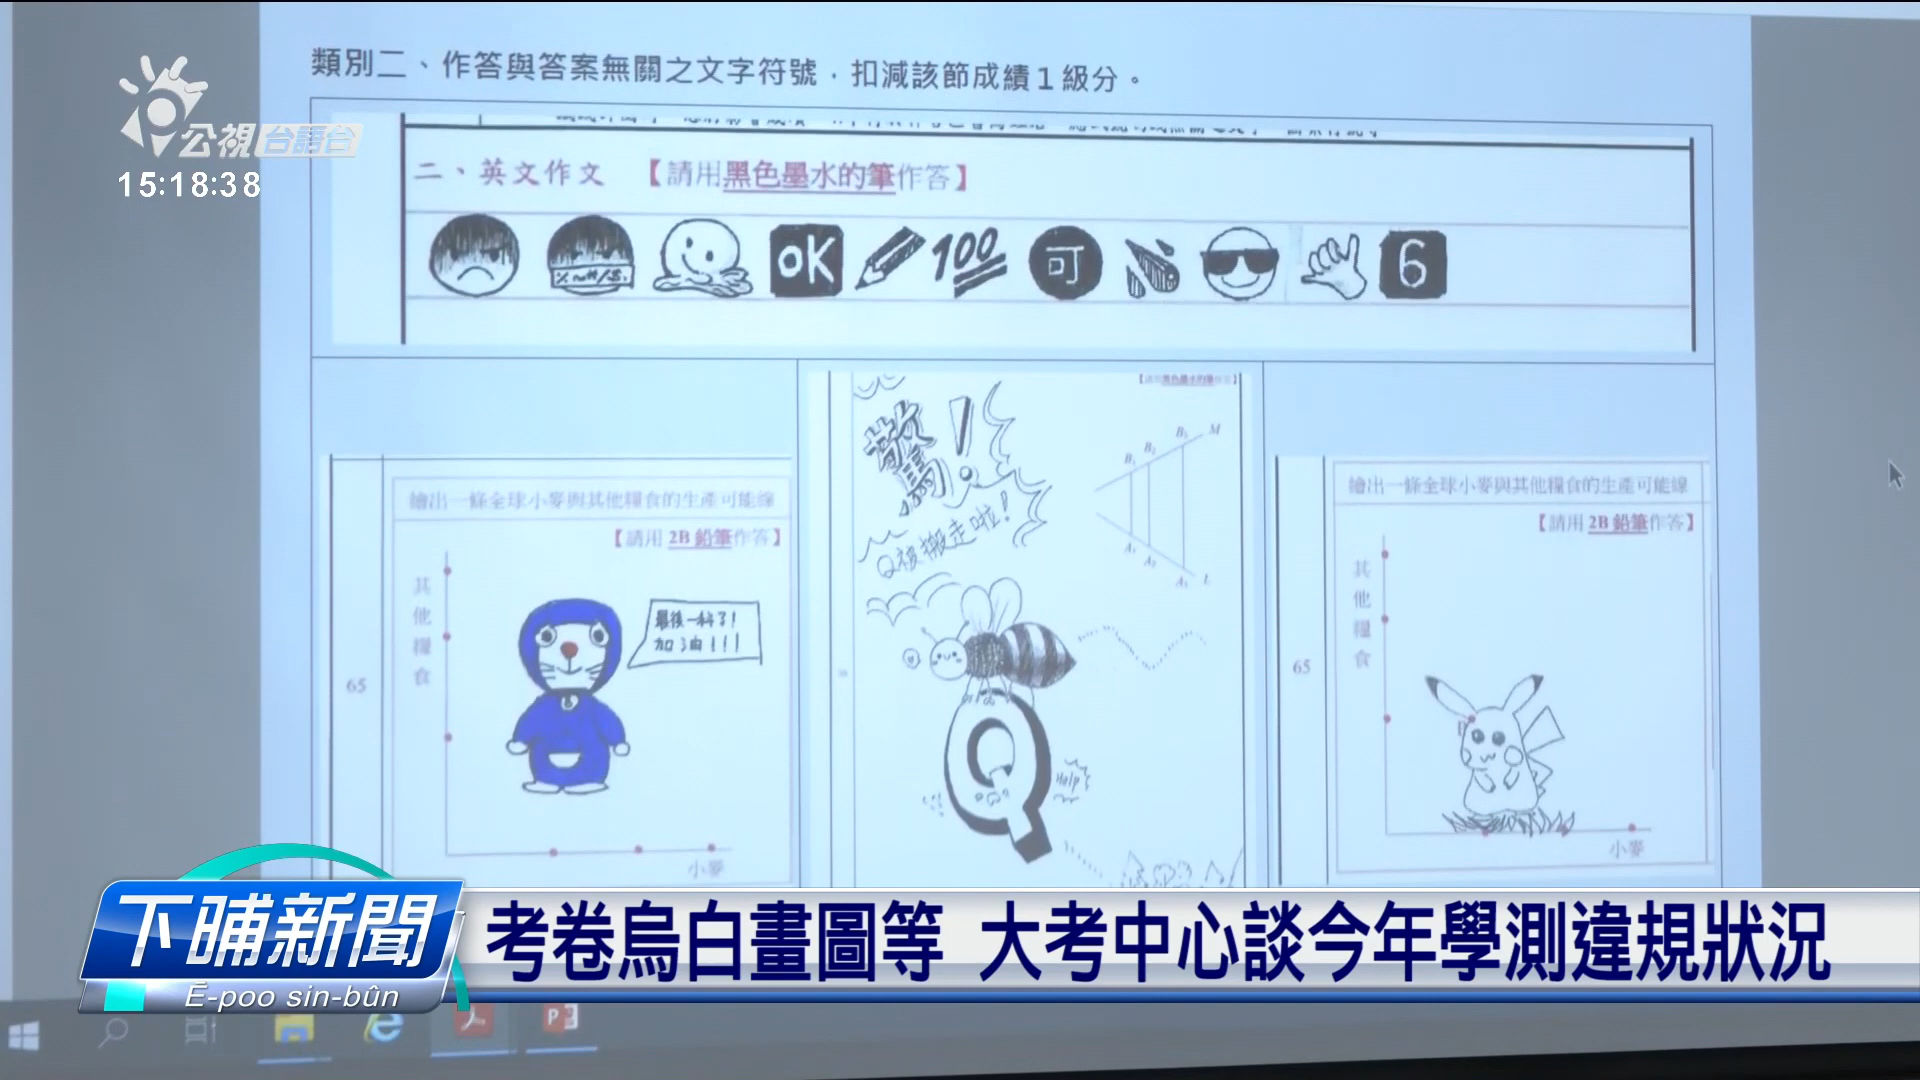 類別二、作答與答案無關之文字符號，扣減該節成績1級分。
公視台語台
15:18:38
二、英文作文 【請用黑色墨水的筆作答】
OK 100 可 6
驚!
Q被搬走啦!
B1 B2 B3 M
A1 A2 A3 L
Q
Help
繪出一條全球小麥與其他糧食的生產可能線
【請用 2B 鉛筆作答】
其他糧食
最後一科了!
加油!!!
65
小麥
繪出一條全球小麥與其他糧食的生產可能線
【請用 2B 鉛筆作答】
其他糧食
65
小麥
下晡新聞
Ē-poo sin-bûn
考卷烏白畫圖等 大考中心談今年學測違規狀況